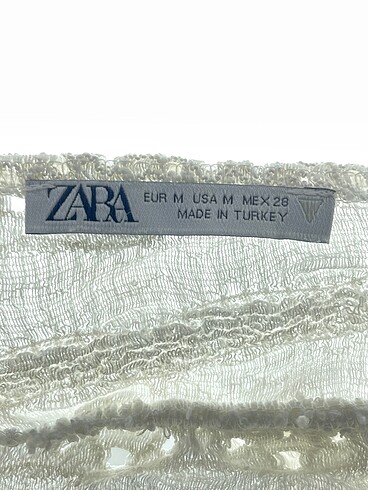 ZARA
EUR M USA M MEX 28
MADE IN TURKEY